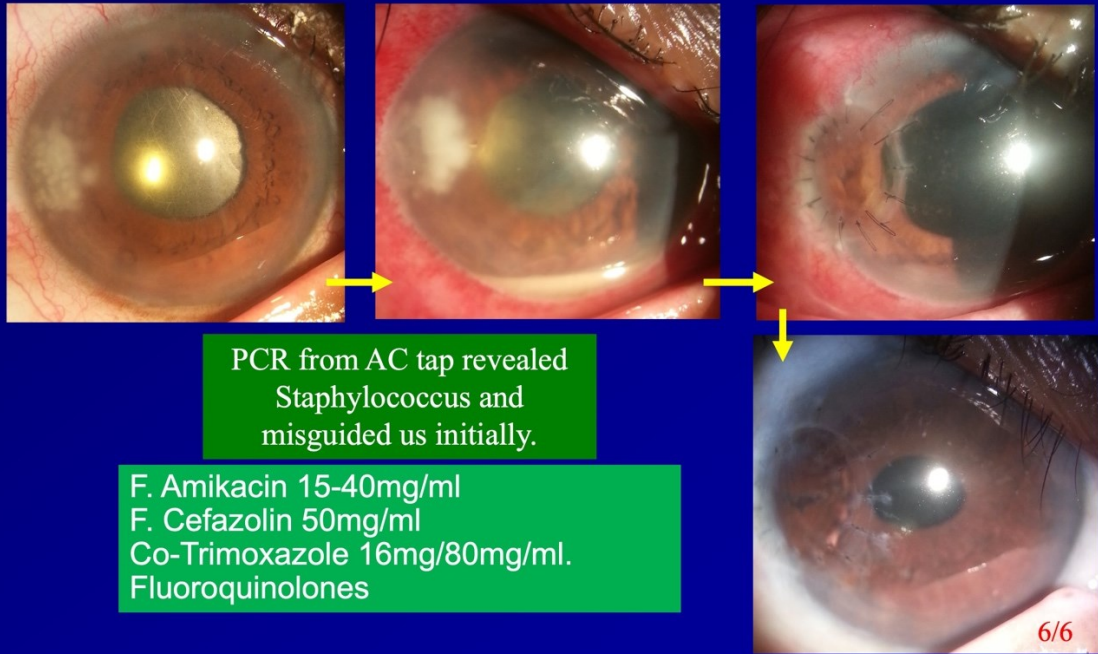 PCR from AC tap revealed
Staphylococcus and
misguided us initially.
F. Amikacin 15-40mg/ml
F. Cefazolin 50mg/ml
Co-Trimoxazole 16mg/80mg/ml.
Fluoroquinolones
6/6